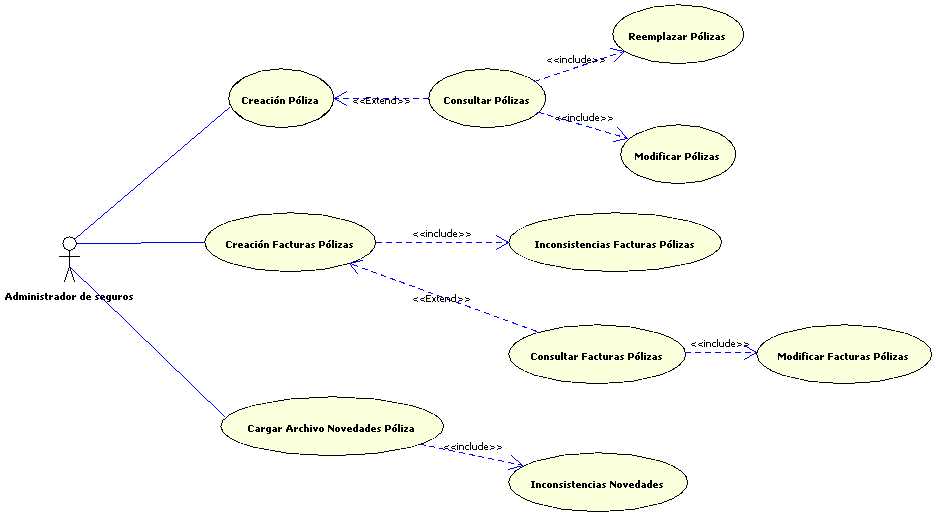 Reemplazar Pólizas
<<include>>
Creación Póliza
<<Extend>>
Consultar Pólizas
<<include>>
Modificar Pólizas
Creación Facturas Pólizas
<<include>>
Inconsistencias Facturas Pólizas
Administrador de seguros
<<Extend>>
Consultar Facturas Pólizas
<<include>>
Modificar Facturas Pólizas
Cargar Archivo Novedades Póliza
<<include>>
Inconsistencias Novedades